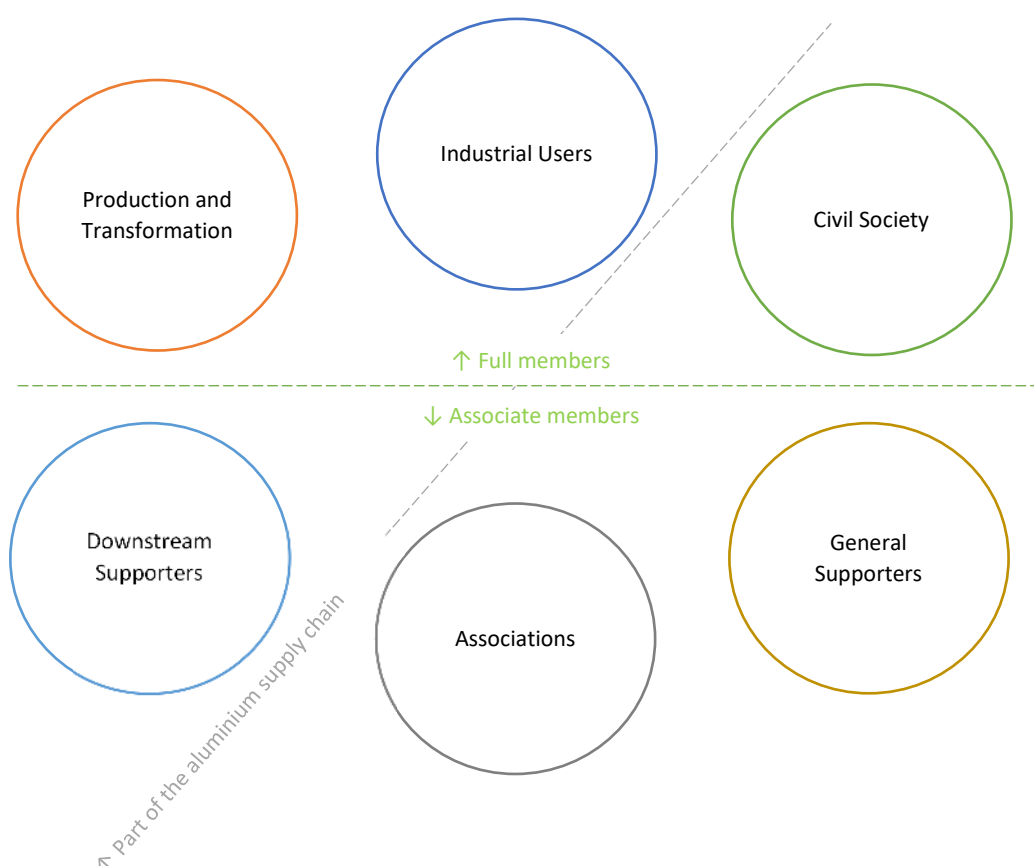 Industrial Users
Production and
Transformation
Civil Society
↑ Full members
↓ Associate members
Downstream
Supporters
General
Supporters
Associations
↑ Part of the aluminium supply chain